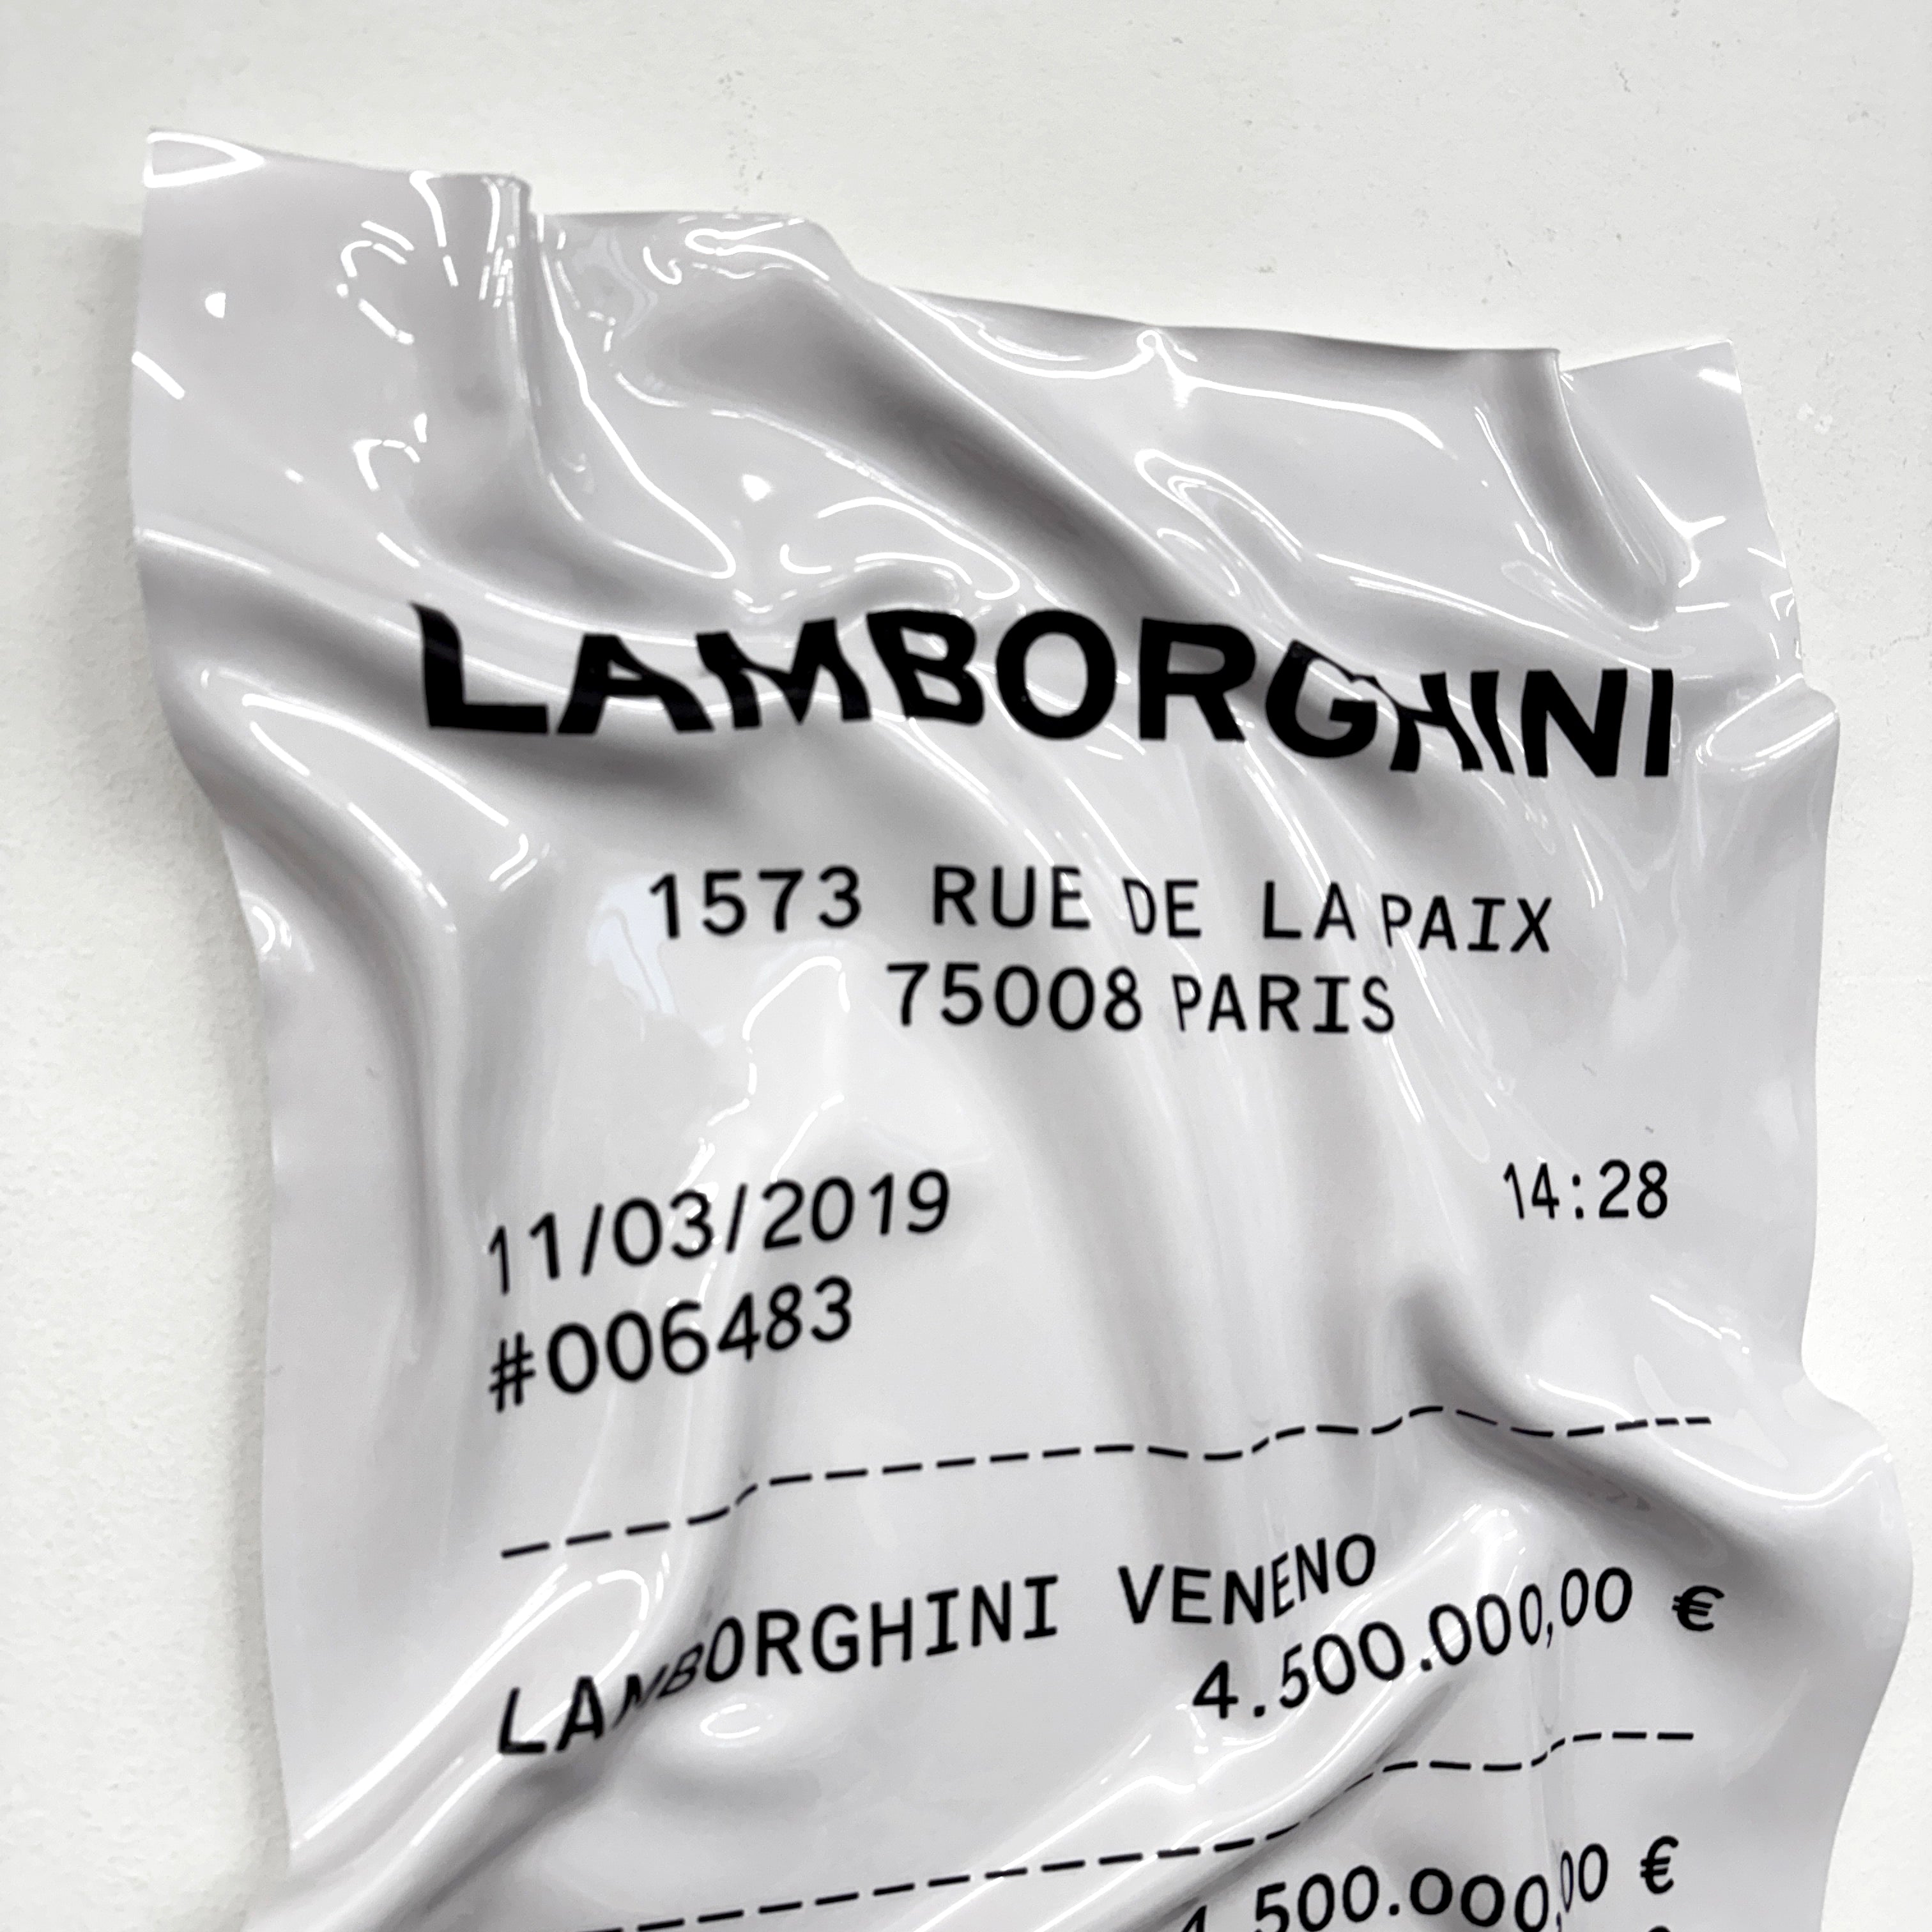 LAMBORGHINI
1573 RUE DE LA PAIX
75008 PARIS
11/03/2019 14:28
#006483
LAMBORGHINI VENENO
4.500.000,00 €
4.500.000,00 €